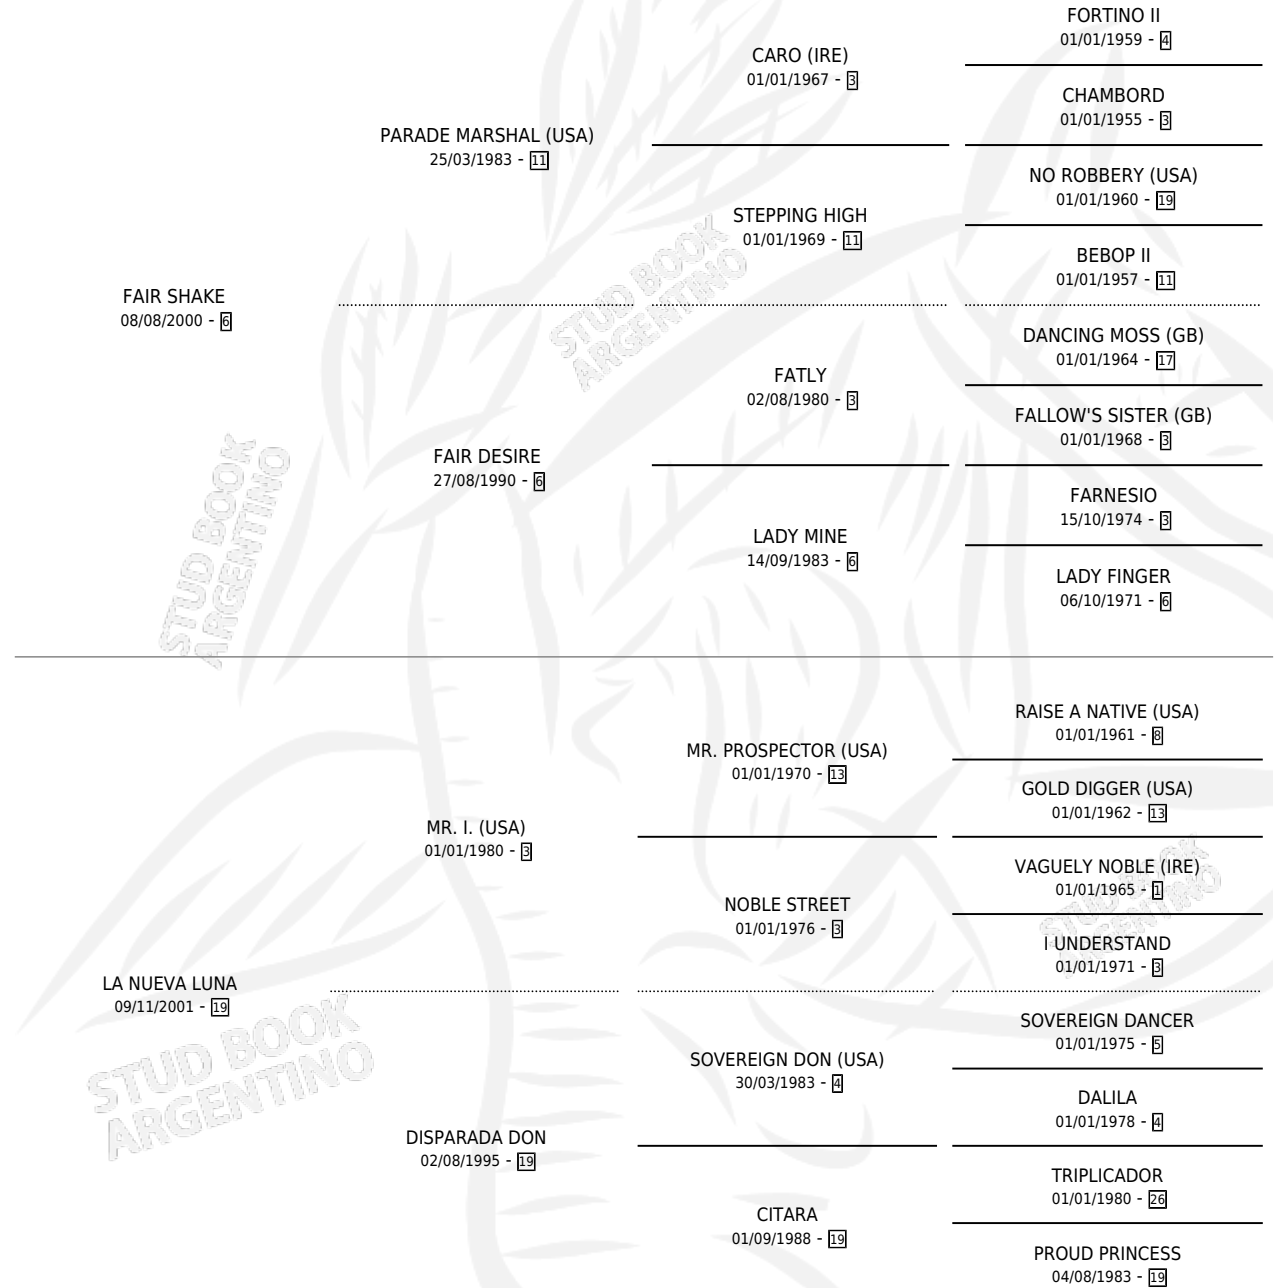 FORTINO II
01/01/1959 - 4
CARO (IRE)
01/01/1967 - 3
CHAMBORD
01/01/1955 - 3
PARADE MARSHAL (USA)
25/03/1983 - 11
NO ROBBERY (USA)
01/01/1960 - 19
STEPPING HIGH
01/01/1969 - 11
BEBOP II
01/01/1957 - 11
FAIR SHAKE
08/08/2000 - 6
STUD BOOK
ARGENTINO
DANCING MOSS (GB)
01/01/1964 - 17
FATLY
02/08/1980 - 3
FALLOW'S SISTER (GB)
01/01/1968 - 3
FAIR DESIRE
27/08/1990 - 6
FARNESIO
15/10/1974 - 3
LADY MINE
14/09/1983 - 6
LADY FINGER
06/10/1971 - 6
STUD BOOK
ARGENTINO
RAISE A NATIVE (USA)
01/01/1961 - 8
MR. PROSPECTOR (USA)
01/01/1970 - 13
GOLD DIGGER (USA)
01/01/1962 - 13
MR. I. (USA)
01/01/1980 - 3
VAGUELY NOBLE (IRE)
01/01/1965 - 1
NOBLE STREET
01/01/1976 - 3
STUD BOOK
ARGENTINO
I UNDERSTAND
01/01/1971 - 3
LA NUEVA LUNA
09/11/2001 - 19
STUD BOOK
ARGENTINO
SOVEREIGN DANCER
01/01/1975 - 5
SOVEREIGN DON (USA)
30/03/1983 - 4
DALILA
01/01/1978 - 4
DISPARADA DON
02/08/1995 - 19
TRIPLICADOR
01/01/1980 - 26
CITARA
01/09/1988 - 19
PROUD PRINCESS
04/08/1983 - 19